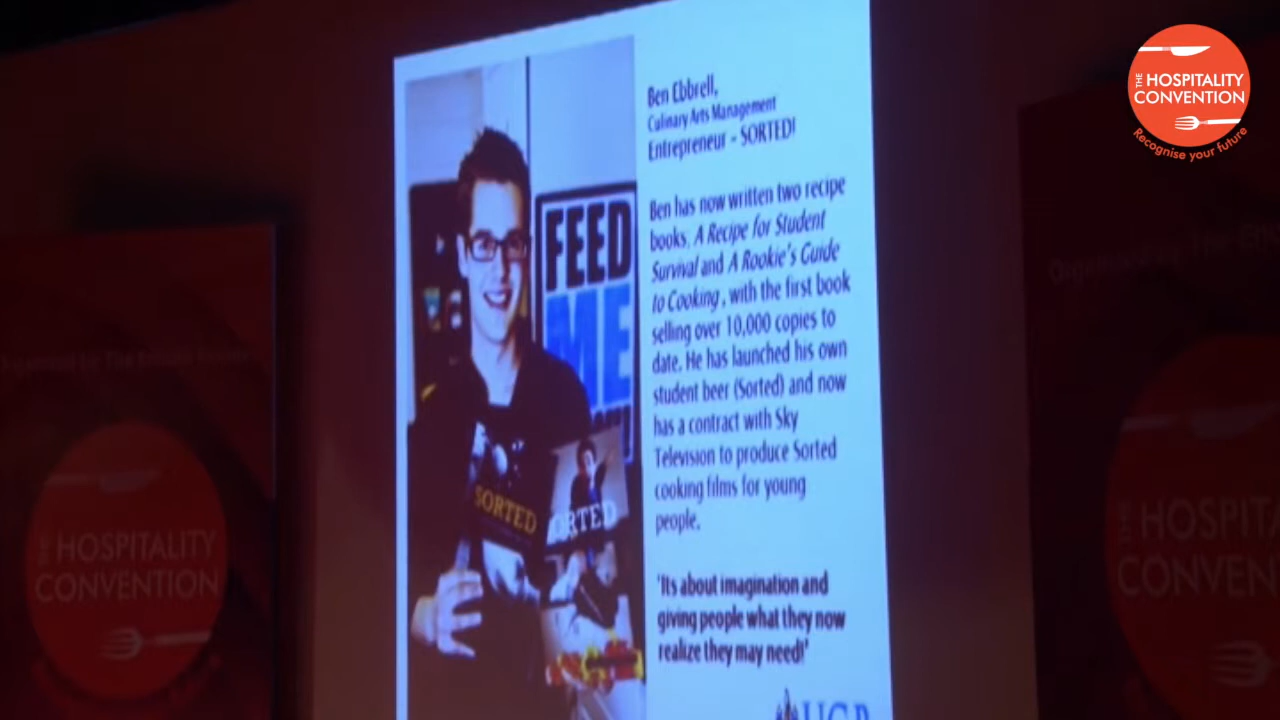 THE HOSPITALITY
CONVENTION
Recognise your future
Ben Ebbrell,
Culinary Arts Management
Entrepreneur - SORTED!
Ben has now written two recipe
books, A Recipe for Student
Survival and A Rookie's Guide
to Cooking, with the first book
selling over 10,000 copies to
date. He has launched his own
student beer (Sorted) and now
has a contract with Sky
Television to produce Sorted
cooking films for young
people.
'Its about imagination and
giving people what they now
realize they may need!'
FEED
ME
SORTED
ORTED
THE HOSPITALITY
CONVENTION
HOSPITA
CONVEN